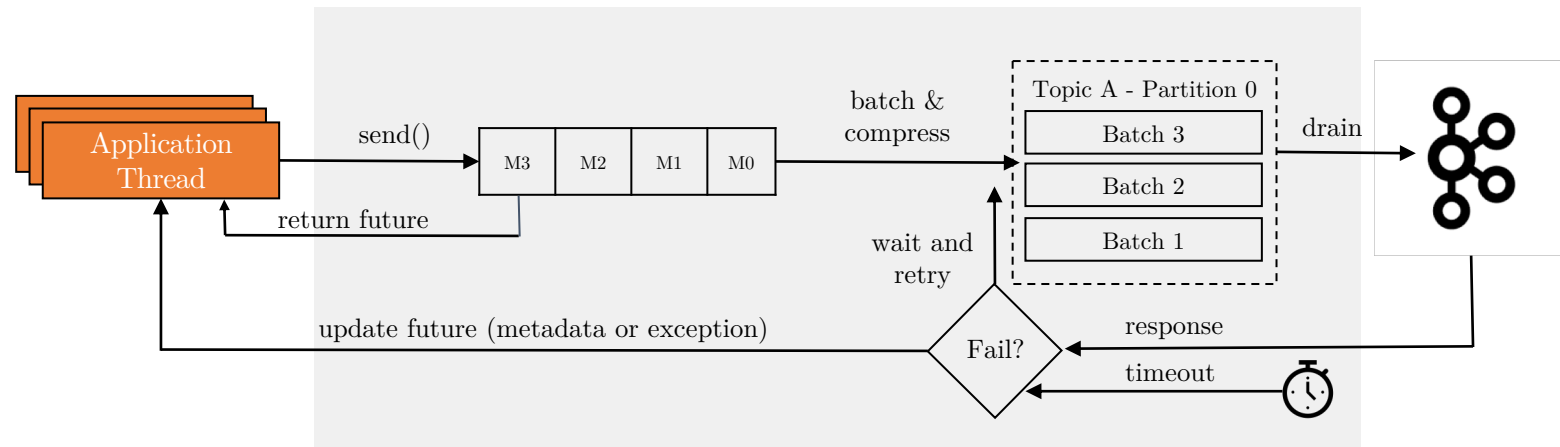 Application
Thread
send()
return future
M3
M2
M1
M0
batch &
compress
Topic A - Partition 0
Batch 3
Batch 2
Batch 1
drain
wait and
retry
update future (metadata or exception)
Fail?
response
timeout